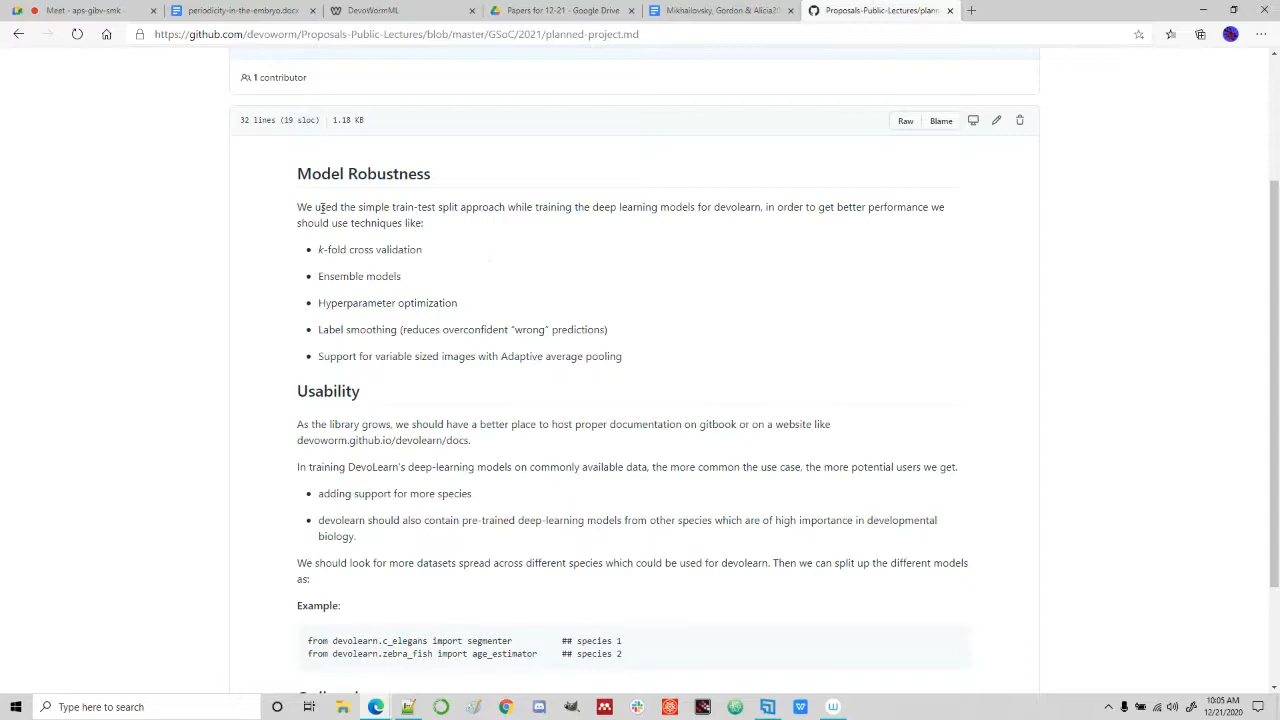 Meet - aps-giby-smk
periodicity-in-the-embryo.docx
DevoWormML
Papers for 12-21 - Google Drive
Mikhailovsky, Gordon & Alicia20
Proposals-Public-Lectures/plann
https://github.com/devoworm/Proposals-Public-Lectures/blob/master/GSoC/2021/planned-project.md
1 contributor
32 lines (19 sloc) 1.18 KB
Raw Blame
Model Robustness
We used the simple train-test split approach while training the deep learning models for devolearn, in order to get better performance we
should use techniques like:
• k-fold cross validation
• Ensemble models
• Hyperparameter optimization
• Label smoothing (reduces overconfident “wrong” predictions)
• Support for variable sized images with Adaptive average pooling
Usability
As the library grows, we should have a better place to host proper documentation on gitbook or on a website like
devoworm.github.io/devolearn/docs.
In training DevoLearn's deep-learning models on commonly available data, the more common the use case, the more potential users we get.
• adding support for more species
• devolearn should also contain pre-trained deep-learning models from other species which are of high importance in developmental
biology.
We should look for more datasets spread across different species which could be used for devolearn. Then we can split up the different models
as:
Example:
from devolearn.c_elegans import segmenter ## species 1
from devolearn.zebra_fish import age_estimator ## species 2
Type here to search
10:05 AM
12/21/2020